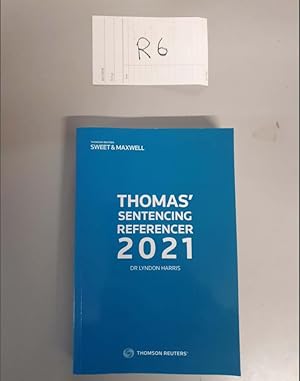 R6
THOMSON REUTERS
SWEET & MAXWELL
THOMAS'
SENTENCING
REFERENCER
2021
DR LYNDON HARRIS
THOMSON REUTERS®